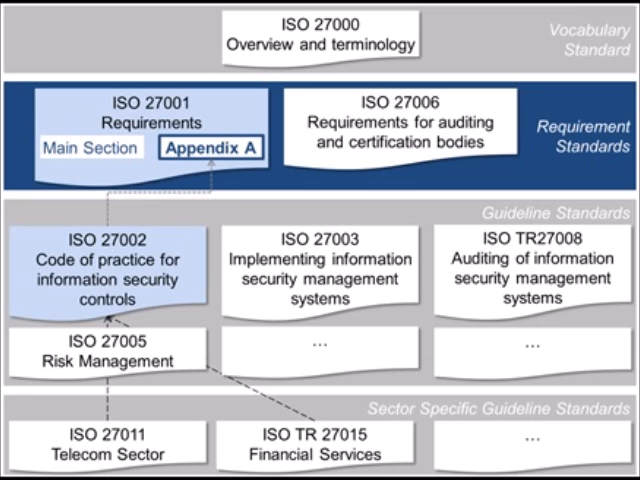 ISO 27000
Overview and terminology
Vocabulary
Standard
ISO 27001
Requirements
Main Section
Appendix A
ISO 27006
Requirements for auditing
and certification bodies
Requirement
Standards
Guideline Standards
ISO 27002
Code of practice for
information security
controls
ISO 27003
Implementing information
security management
systems
ISO TR27008
Auditing of information
security management
systems
ISO 27005
Risk Management
...
...
Sector Specific Guideline Standards
ISO 27011
Telecom Sector
ISO TR 27015
Financial Services
...